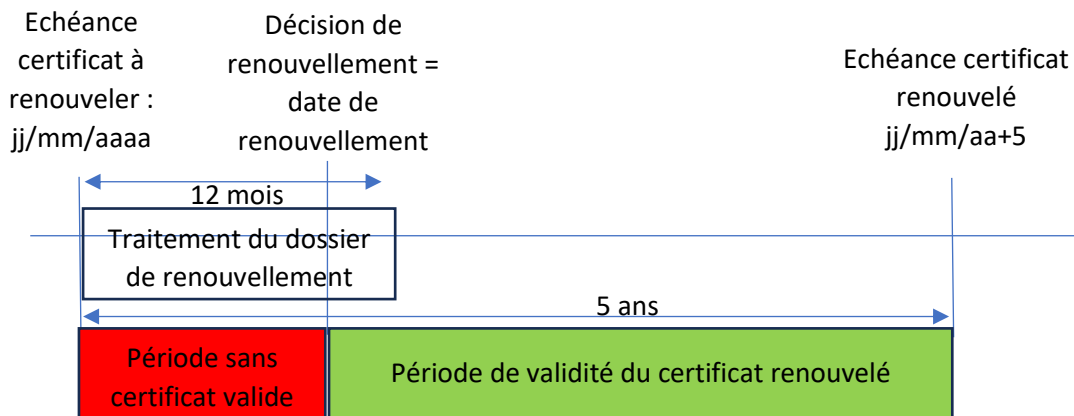 Echéance
certificat à
renouveler :
jj/mm/aaaa
Décision de
renouvellement =
date de
renouvellement
Echéance certificat
renouvelé
jj/mm/aa+5
12 mois
Traitement du dossier
de renouvellement
5 ans
Période sans
certificat valide
Période de validité du certificat renouvelé